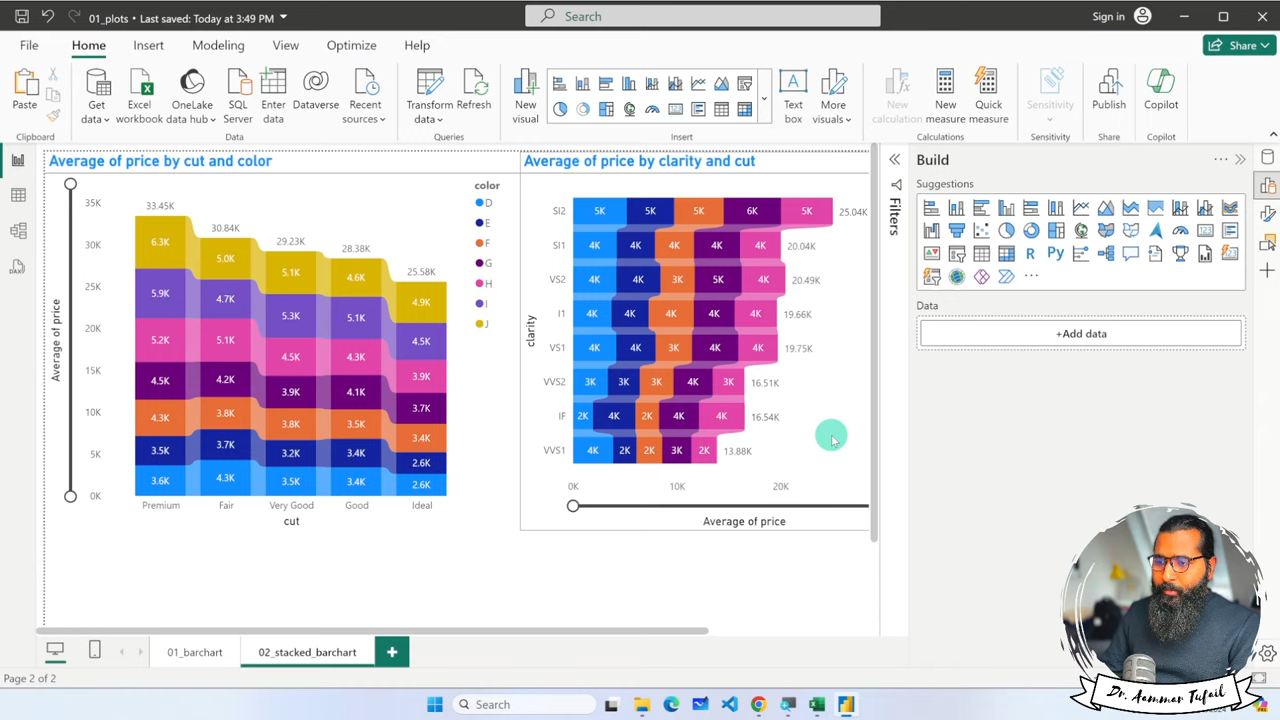 01_plots • Last saved: Today at 3:49 PM
Search
Sign in
File
Home
Insert
Modeling
View
Optimize
Help
Share
Paste
Get data
Excel workbook
OneLake data hub
SQL Server
Enter data
Dataverse
Recent sources
Transform data
Refresh
New visual
Text box
More visuals
New calculation
New measure
Quick measure
Sensitivity
Publish
Copilot
Clipboard
Data
Queries
Insert
Calculations
Sensitivity
Share
Copilot
Average of price by cut and color
Average of price
35K
30K
25K
20K
15K
10K
5K
0K
33.45K
6.3K
5.9K
5.2K
4.5K
4.3K
3.5K
3.6K
Premium
30.84K
5.0K
4.7K
5.1K
4.2K
3.8K
3.7K
4.3K
Fair
29.23K
5.1K
5.3K
4.5K
3.9K
3.8K
3.2K
3.5K
Very Good
28.38K
4.6K
5.1K
4.3K
4.1K
3.5K
3.4K
3.4K
Good
25.58K
4.9K
4.5K
3.9K
3.7K
3.4K
2.6K
2.6K
Ideal
cut
color
D
E
F
G
H
I
J
Average of price by clarity and cut
clarity
SI2 5K 5K 5K 6K 5K 25.04K
SI1 4K 4K 4K 4K 4K 20.04K
VS2 4K 4K 3K 5K 4K 20.49K
I1 4K 4K 4K 4K 4K 19.66K
VS1 4K 4K 3K 4K 4K 19.75K
VVS2 3K 3K 3K 4K 3K 16.51K
IF 2K 4K 2K 4K 4K 16.54K
VVS1 4K 2K 2K 3K 2K 13.88K
0K 10K 20K
Average of price
Filters
Build
Suggestions
R
Py
Data
+Add data
01_barchart
02_stacked_barchart
Page 2 of 2
Search
Dr. Aammar Tufail